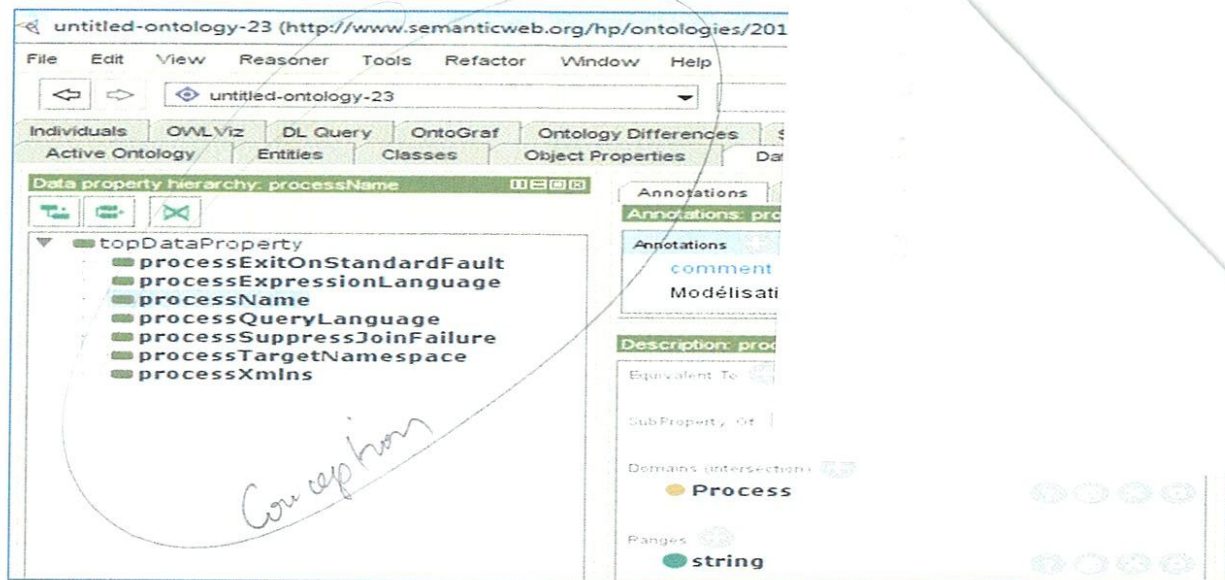 untitled-ontology-23 (http://www.semanticweb.org/hp/ontologies/201
File Edit View Reasoner Tools Refactor Window Help
untitled-ontology-23
Individuals OWLViz DL Query OntoGraf Ontology Differences
Active Ontology Entities Classes Object Properties Da
Data property hierarchy: processName
topDataProperty
processExitOnStandardFault
processExpressionLanguage
processName
processQueryLanguage
processSuppressJoinFailure
processTargetNamespace
processXmlns
Conception
Annotations
Annotations: pro
Annotations
comment
Modélisati
Description: proc
Equivalent To
SubProperty Of
Domains (intersection)
Process
Ranges
string